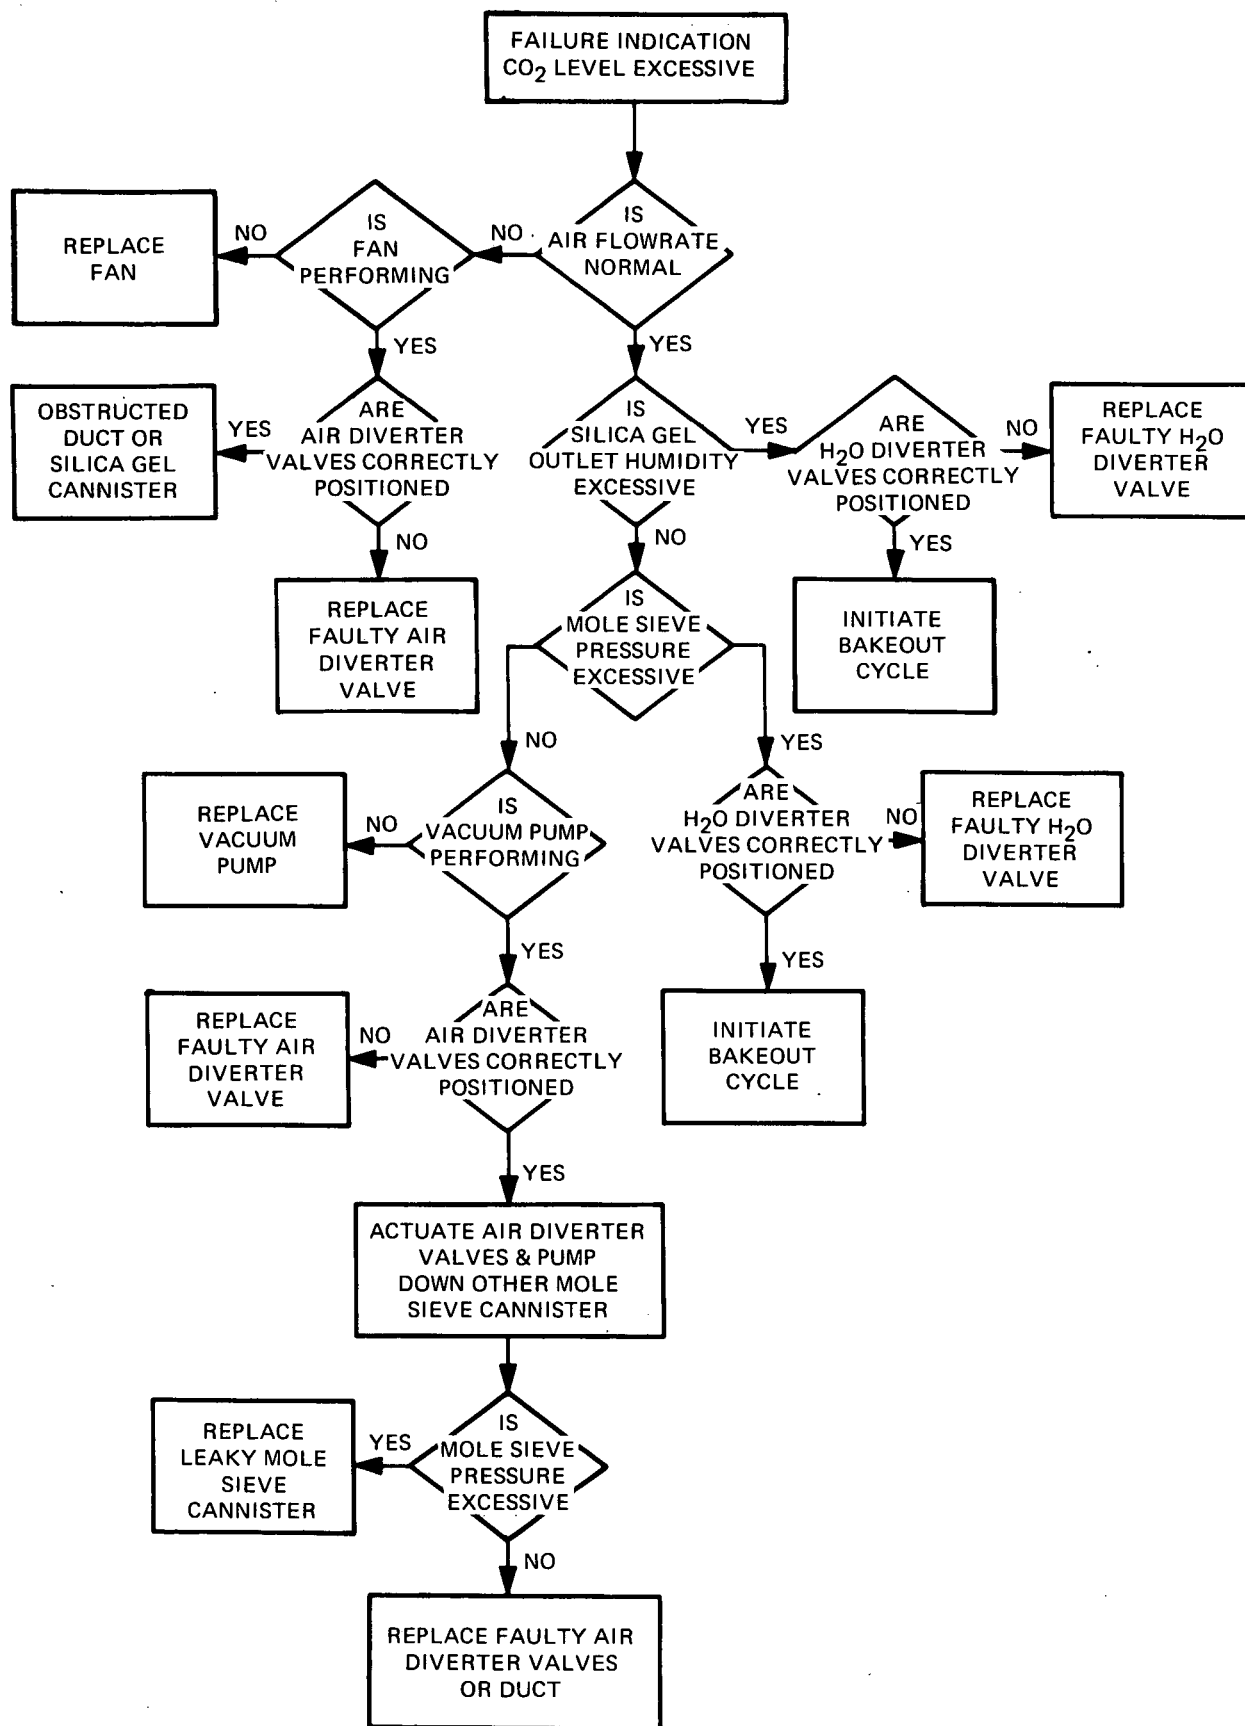 FAILURE INDICATION
CO₂ LEVEL EXCESSIVE
IS
AIR FLOWRATE
NORMAL
NO
IS
FAN
PERFORMING
NO
REPLACE
FAN
YES
YES
ARE
AIR DIVERTER
VALVES CORRECTLY
POSITIONED
YES
OBSTRUCTED
DUCT OR
SILICA GEL
CANNISTER
NO
REPLACE
FAULTY AIR
DIVERTER
VALVE
IS
SILICA GEL
OUTLET HUMIDITY
EXCESSIVE
YES
ARE
H₂O DIVERTER
VALVES CORRECTLY
POSITIONED
NO
REPLACE
FAULTY H₂O
DIVERTER
VALVE
YES
INITIATE
BAKEOUT
CYCLE
NO
IS
MOLE SIEVE
PRESSURE
EXCESSIVE
NO
YES
IS
VACUUM PUMP
PERFORMING
NO
REPLACE
VACUUM
PUMP
ARE
H₂O DIVERTER
VALVES CORRECTLY
POSITIONED
NO
REPLACE
FAULTY H₂O
DIVERTER
VALVE
YES
YES
INITIATE
BAKEOUT
CYCLE
ARE
AIR DIVERTER
VALVES CORRECTLY
POSITIONED
NO
REPLACE
FAULTY AIR
DIVERTER
VALVE
YES
ACTUATE AIR DIVERTER
VALVES & PUMP
DOWN OTHER MOLE
SIEVE CANNISTER
IS
MOLE SIEVE
PRESSURE
EXCESSIVE
YES
REPLACE
LEAKY MOLE
SIEVE
CANNISTER
NO
REPLACE FAULTY AIR
DIVERTER VALVES
OR DUCT